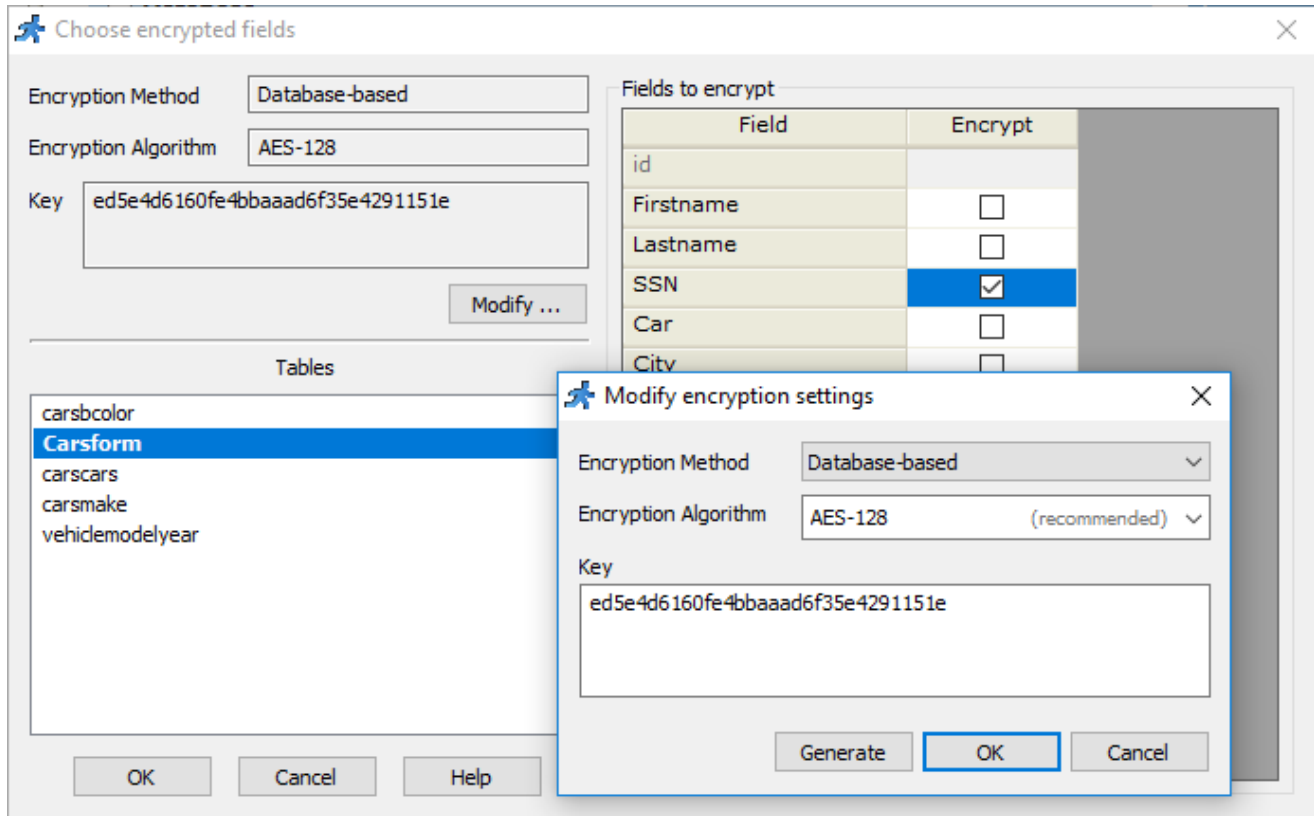 Choose encrypted fields
Encryption Method Database-based
Encryption Algorithm AES-128
Key ed5e4d6160fe4bbaaad6f35e4291151e
Modify ...
Tables
carsbcolor
Carsform
carscars
carsmake
vehiclemodelyear
OK Cancel Help
Fields to encrypt
Field Encrypt
id
Firstname
Lastname
SSN
Car
City
Modify encryption settings
Encryption Method Database-based
Encryption Algorithm AES-128 (recommended)
Key
ed5e4d6160fe4bbaaad6f35e4291151e
Generate OK Cancel